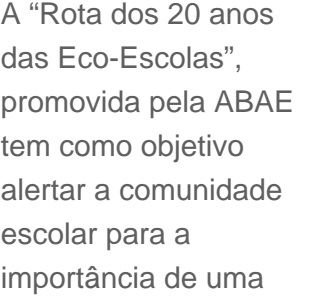 A “Rota dos 20 anos
das Eco-Escolas”,
promovida pela ABAE
tem como objetivo
alertar a comunidade
escolar para a
importância de uma